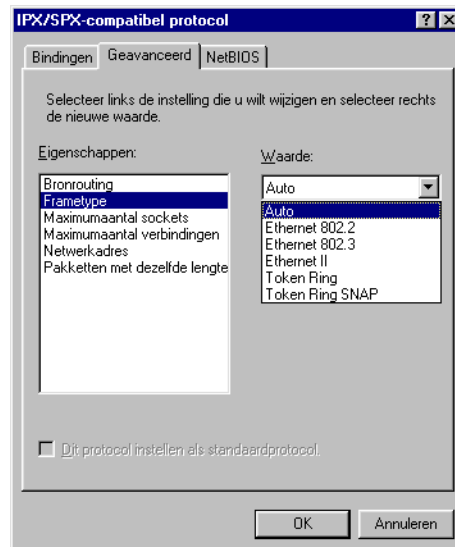 IPX/SPX-compatibel protocol
Bindingen Geavanceerd NetBIOS
Selecteer links de instelling die u wilt wijzigen en selecteer rechts
de nieuwe waarde.
Eigenschappen:
Bronrouting
Frametype
Maximumaantal sockets
Maximumaantal verbindingen
Netwerkadres
Pakketten met dezelfde lengte
Waarde:
Auto
Auto
Ethernet 802.2
Ethernet 802.3
Ethernet II
Token Ring
Token Ring SNAP
Dit protocol instellen als standaardprotocol.
OK Annuleren